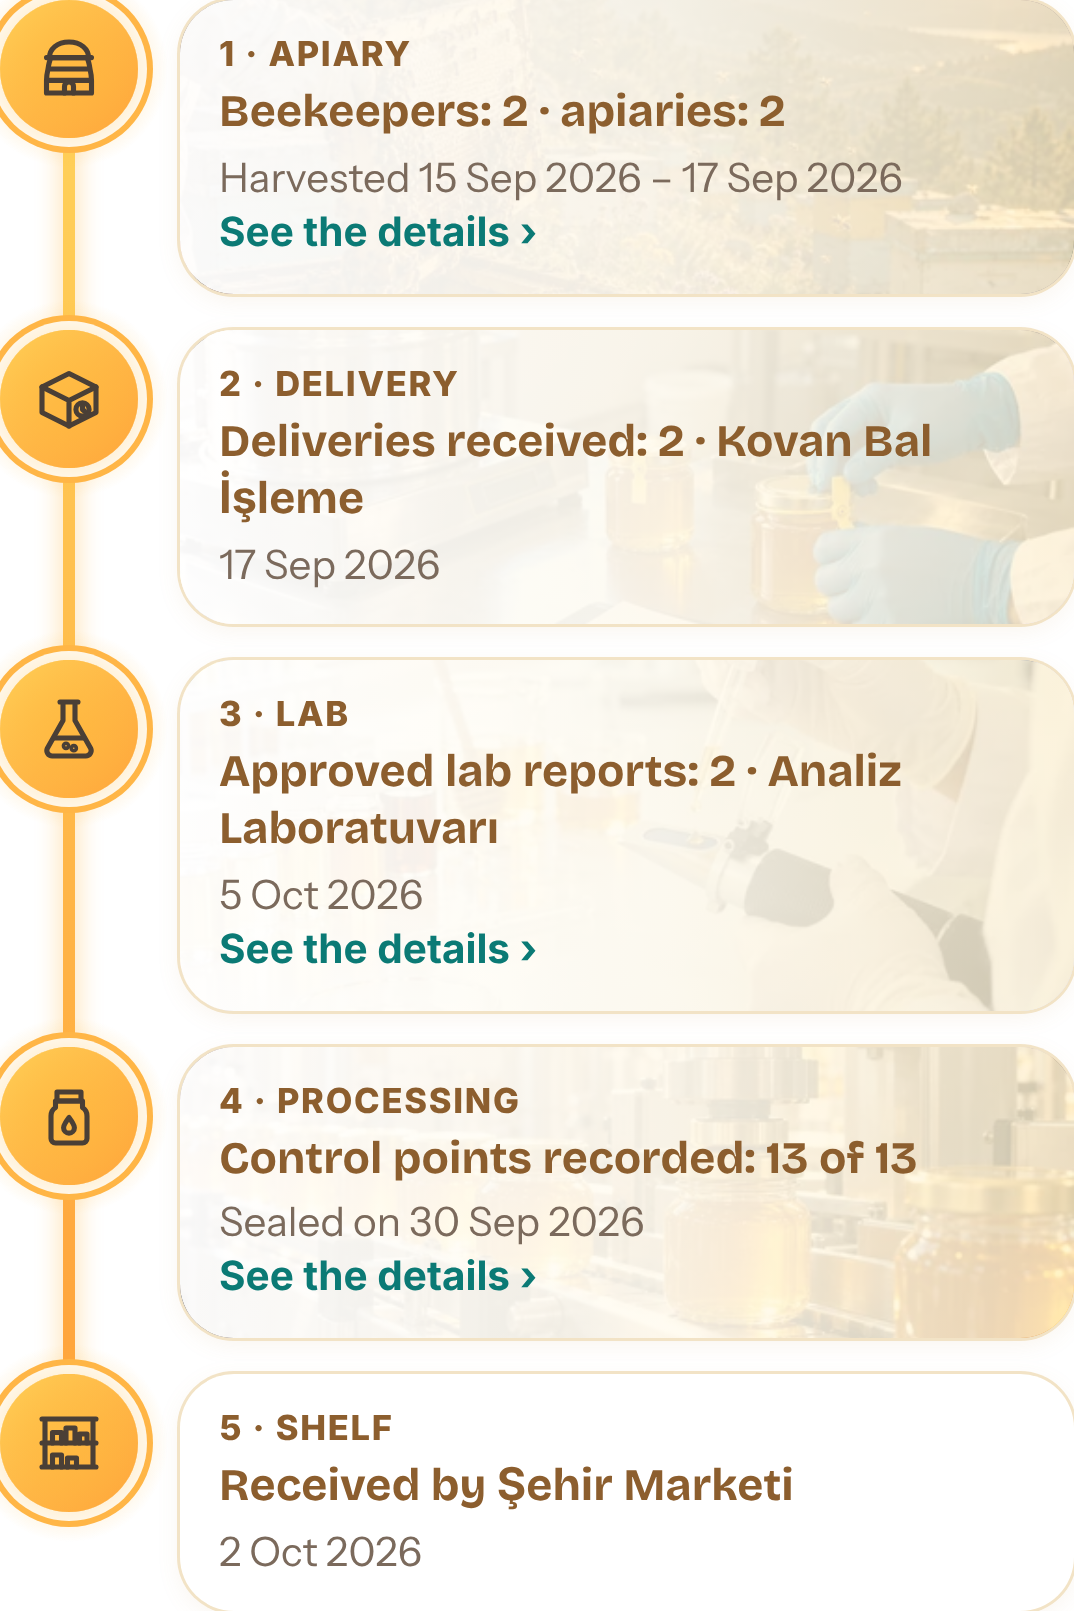 1 · APIARY
Beekeepers: 2 · apiaries: 2
Harvested 15 Sep 2026 – 17 Sep 2026
See the details ›
2 · DELIVERY
Deliveries received: 2 · Kovan Bal
İşleme
17 Sep 2026
3 · LAB
Approved lab reports: 2 · Analiz
Laboratuvarı
5 Oct 2026
See the details ›
4 · PROCESSING
Control points recorded: 13 of 13
Sealed on 30 Sep 2026
See the details ›
5 · SHELF
Received by Şehir Marketi
2 Oct 2026